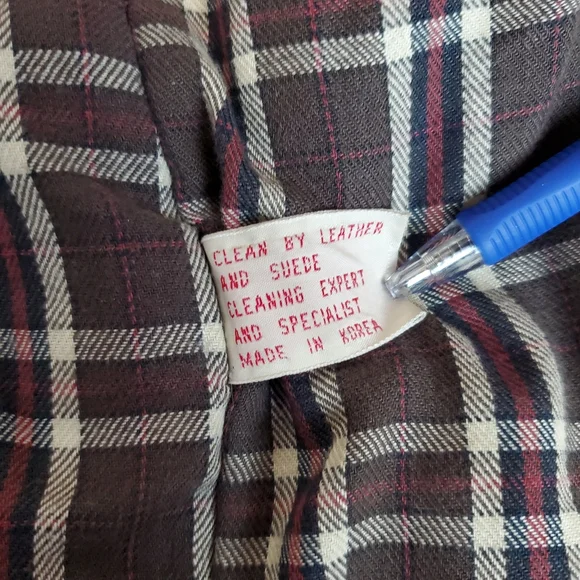 CLEAN BY LEATHER
AND SUEDE
CLEANING EXPERT
AND SPECIALIST
MADE IN KOREA